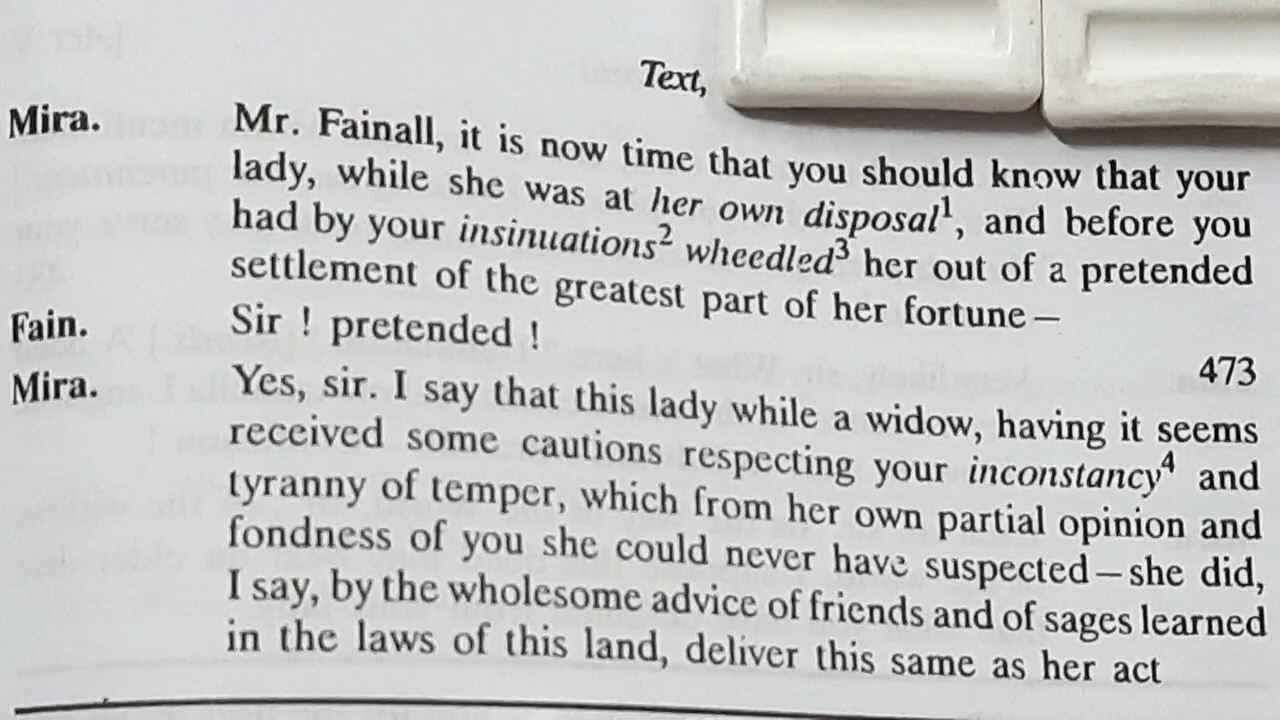 Text,
Mira. Mr. Fainall, it is now time that you should know that your
lady, while she was at her own disposal¹, and before you
had by your insinuations² wheedled³ her out of a pretended
settlement of the greatest part of her fortune—
Fain. Sir ! pretended !
473
Mira. Yes, sir. I say that this lady while a widow, having it seems
received some cautions respecting your inconstancy⁴ and
tyranny of temper, which from her own partial opinion and
fondness of you she could never have suspected—she did,
I say, by the wholesome advice of friends and of sages learned
in the laws of this land, deliver this same as her act